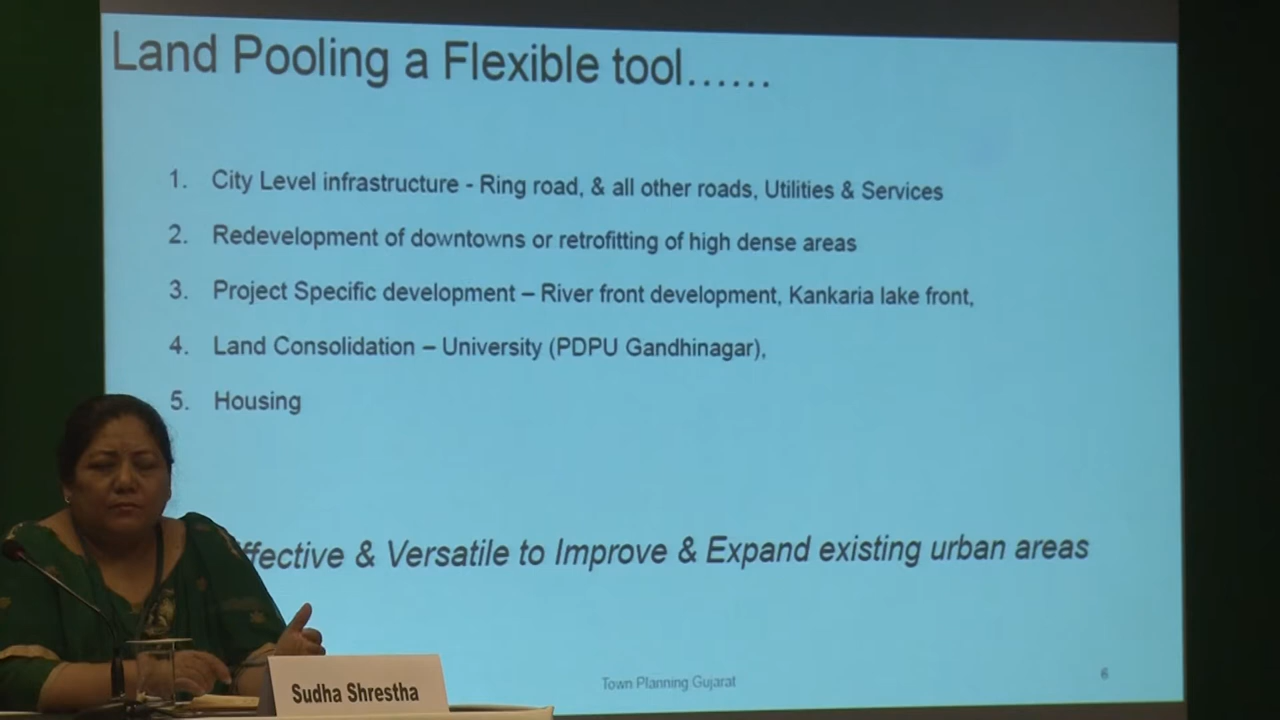 Land Pooling a Flexible tool......
1. City Level infrastructure - Ring road, & all other roads, Utilities & Services
2. Redevelopment of downtowns or retrofitting of high dense areas
3. Project Specific development – River front development, Kankaria lake front,
4. Land Consolidation – University (PDPU Gandhinagar),
5. Housing
ffective & Versatile to Improve & Expand existing urban areas
Town Planning Gujarat
6
Sudha Shrestha